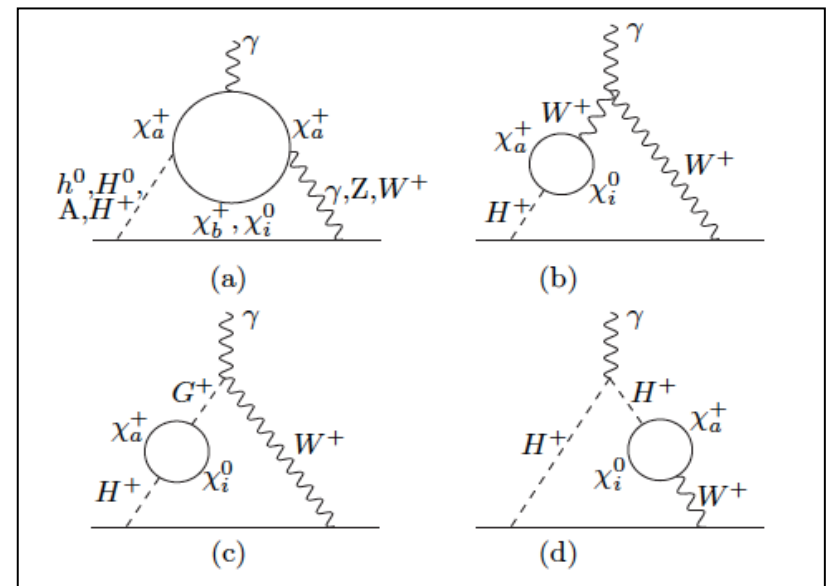 γ
χ_a^+
χ_a^+
h^0,H^0,
A,H^+
γ,Z,W^+
χ_b^+,χ_i^0
(a)
γ
W^+
χ_a^+
χ_i^0
W^+
H^+
(b)
γ
G^+
χ_a^+
W^+
χ_i^0
H^+
(c)
γ
H^+
χ_a^+
H^+
χ_i^0
W^+
(d)